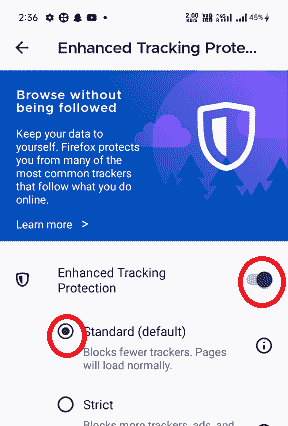 2:36
2.00
KB/S
45%
Enhanced Tracking Prote...
Browse without
being followed
Keep your data to
yourself. Firefox protects
you from many of the
most common trackers
that follow what you do
online.
Learn more >
Enhanced Tracking
Protection
Standard (default)
Blocks fewer trackers. Pages
will load normally.
Strict
Blocks more trackers, ads, and